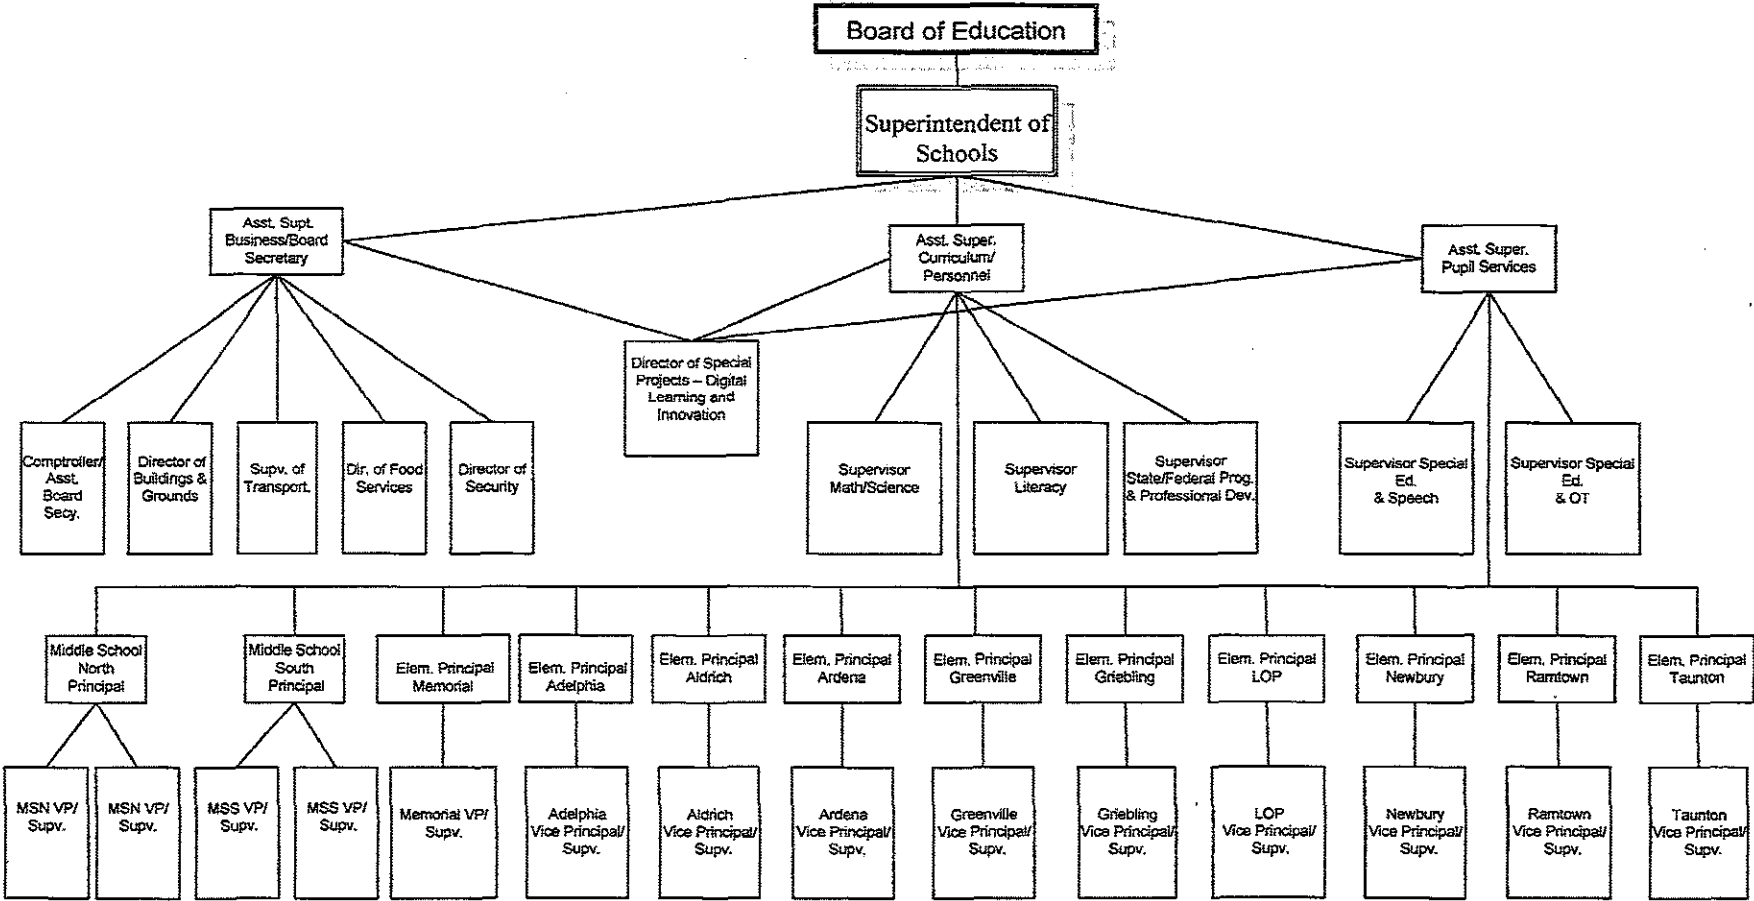 Board of Education
Superintendent of
Schools
Asst. Supt.
Business/Board
Secretary
Asst. Super.
Curriculum/
Personnel
Asst. Super.
Pupil Services
Director of Special
Projects – Digital
Learning and
Innovation
Comptroller/
Asst.
Board
Secy.
Director of
Buildings &
Grounds
Supv. of
Transport.
Dir. of Food
Services
Director of
Security
Supervisor
Math/Science
Supervisor
Literacy
Supervisor
State/Federal Prog.
& Professional Dev.
Supervisor Special
Ed.
& Speech
Supervisor Special
Ed.
& OT
Middle School
North
Principal
Middle School
South
Principal
Elem. Principal
Memorial
Elem. Principal
Adelphia
Elem. Principal
Aldrich
Elem. Principal
Ardena
Elem. Principal
Greenville
Elem. Principal
Griebling
Elem. Principal
LOP
Elem. Principal
Newbury
Elem. Principal
Ramtown
Elem. Principal
Taunton
MSN VP/
Supv.
MSN VP/
Supv.
MSS VP/
Supv.
MSS VP/
Supv.
Memorial VP/
Supv.
Adelphia
Vice Principal/
Supv.
Aldrich
Vice Principal/
Supv.
Ardena
Vice Principal/
Supv.
Greenville
Vice Principal/
Supv.
Griebling
Vice Principal/
Supv.
LOP
Vice Principal/
Supv.
Newbury
Vice Principal/
Supv.
Ramtown
Vice Principal/
Supv.
Taunton
Vice Principal/
Supv.